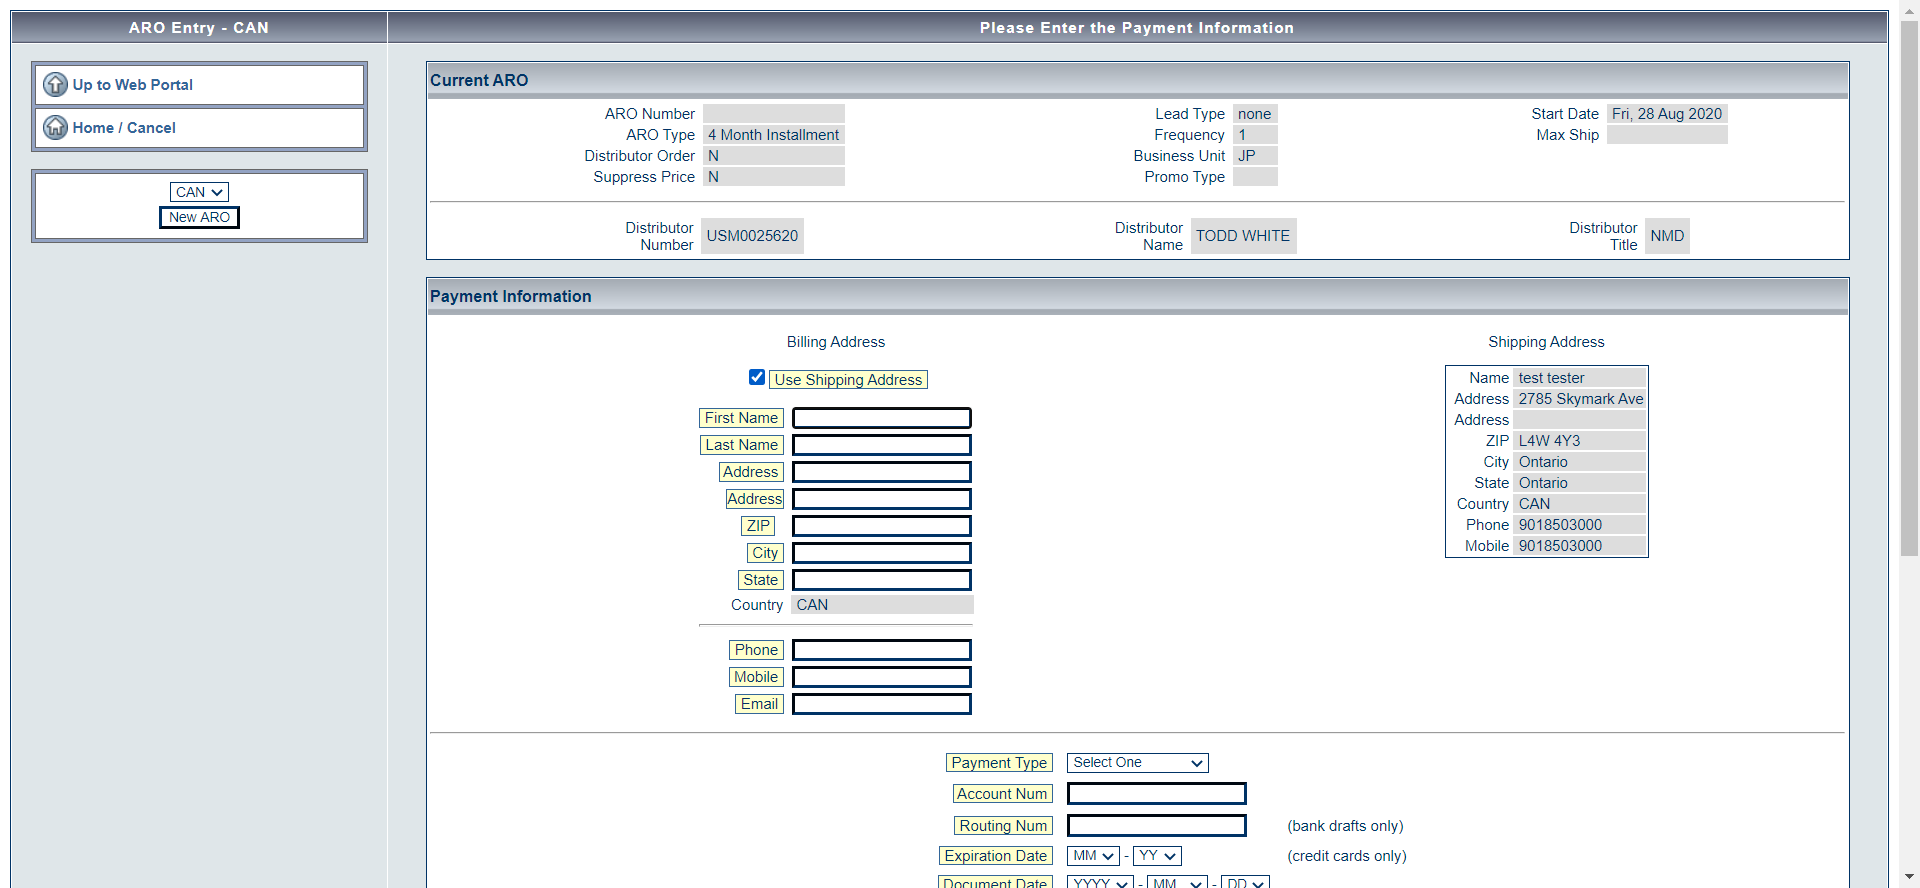 ARO Entry - CAN
Please Enter the Payment Information
Up to Web Portal
Home / Cancel
CAN
New ARO
Current ARO
ARO Number
Lead Type none
Start Date Fri, 28 Aug 2020
ARO Type 4 Month Installment
Frequency 1
Max Ship
Distributor Order N
Business Unit JP
Suppress Price N
Promo Type
Distributor Number USM0025620
Distributor Name TODD WHITE
Distributor Title NMD
Payment Information
Billing Address
Use Shipping Address
First Name
Last Name
Address
Address
ZIP
City
State
Country CAN
Phone
Mobile
Email
Shipping Address
Name test tester
Address 2785 Skymark Ave
Address
ZIP L4W 4Y3
City Ontario
State Ontario
Country CAN
Phone 9018503000
Mobile 9018503000
Payment Type Select One
Account Num
Routing Num (bank drafts only)
Expiration Date MM - YY (credit cards only)
Document Date YYYY - MM - DD